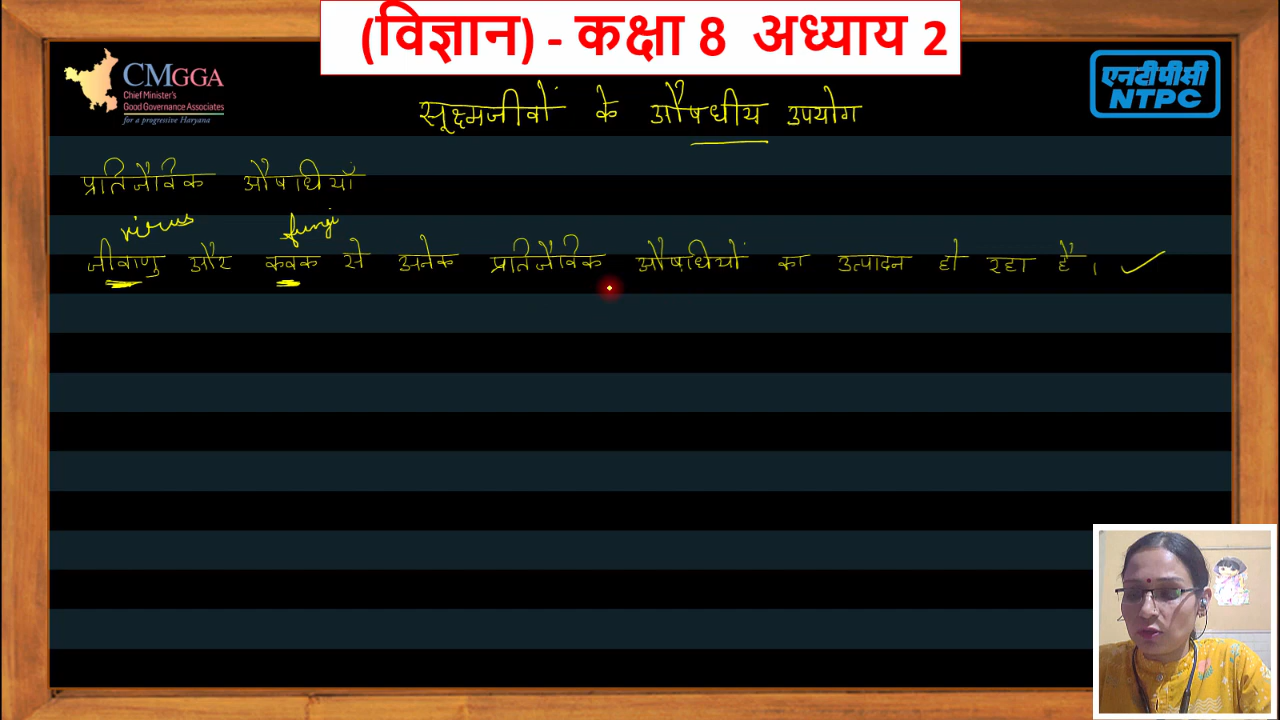 (विज्ञान) - कक्षा 8 अध्याय 2
CMGGA
Chief Minister's
Good Governance Associates
for a progressive Haryana
एनटीपीसी
NTPC
सूक्ष्मजीवों के औषधीय उपयोग
प्रतिजैविक औषधियाँ
virus fungi
जीवाणु और कवक से अनेक प्रतिजैविक औषधियों का उत्पादन हो रहा है।